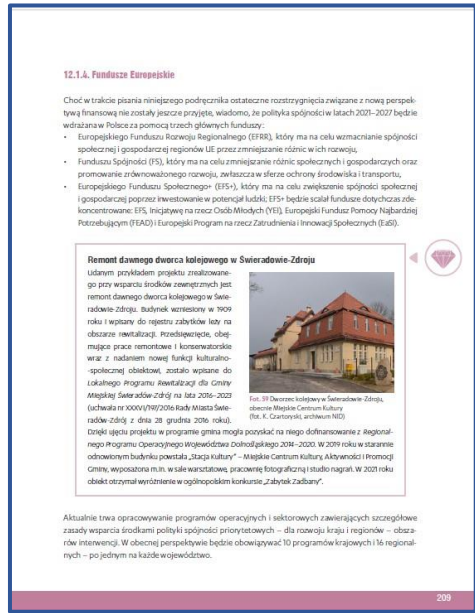 12.1.4. Fundusze Europejskie
Choć w trakcie pisania niniejszego podręcznika ostateczne rozstrzygnięcia związane z nową perspek-
tywą finansową nie zostały jeszcze przyjęte, wiadomo, że polityka spójności w latach 2021–2027 będzie
wdrażana w Polsce za pomocą trzech głównych funduszy:
• Europejskiego Funduszu Rozwoju Regionalnego (EFRR), który ma na celu wzmacnianie spójności
społecznej i gospodarczej regionów UE przez zmniejszanie różnic w ich rozwoju,
• Funduszu Spójności (FS), który ma na celu zmniejszanie różnic społecznych i gospodarczych oraz
promowanie zrównoważonego rozwoju, zwłaszcza w sferze ochrony środowiska i transportu,
• Europejskiego Funduszu Społecznego+ (EFS+), który ma na celu zwiększenie spójności społecznej
i gospodarczej poprzez inwestowanie w potencjał ludzki; EFS+ będzie scalał fundusze dotychczas zde-
koncentrowane: EFS, Inicjatywę na rzecz Osób Młodych (YEI), Europejski Fundusz Pomocy Najbardziej
Potrzebującym (FEAD) i Europejski Program na rzecz Zatrudnienia i Innowacji Społecznych (EaSI).
Remont dawnego dworca kolejowego w Świeradowie-Zdroju
Udanym przykładem projektu zrealizowane-
go przy wsparciu środków zewnętrznych jest
remont dawnego dworca kolejowego w Świe-
radowie-Zdroju. Budynek wzniesiony w 1909
roku i wpisany do rejestru zabytków leży na
obszarze rewitalizacji. Przedsięwzięcie, obej-
mujące prace remontowe i konserwatorskie
wraz z nadaniem nowej funkcji kulturalno-
-społecznej obiektowi, zostało wpisane do
Lokalnego Programu Rewitalizacji dla Gminy
Miejskiej Świeradów-Zdrój na lata 2016–2023
(uchwała nr XXXVI/191/2016 Rady Miasta Świe-
radów-Zdrój z dnia 28 grudnia 2016 roku).
Fot. 59 Dworzec kolejowy w Świeradowie-Zdroju,
obecnie Miejskie Centrum Kultury
(fot. K. Czartoryski, archiwum NID)
Dzięki ujęciu projektu w programie gmina mogła pozyskać na niego dofinansowanie z Regional-
nego Programu Operacyjnego Województwa Dolnośląskiego 2014–2020. W 2019 roku w starannie
odnowionym budynku powstała „Stacja Kultury” – Miejskie Centrum Kultury, Aktywności i Promocji
Gminy, wyposażona m.in. w sale warsztatowe, pracownię fotograficzną i studio nagrań. W 2021 roku
obiekt otrzymał wyróżnienie w ogólnopolskim konkursie „Zabytek Zadbany”.
Aktualnie trwa opracowywanie programów operacyjnych i sektorowych zawierających szczegółowe
zasady wsparcia środkami polityki spójności priorytetowych – dla rozwoju kraju i regionów – obsza-
rów interwencji. W obecnej perspektywie będzie obowiązywać 10 programów krajowych i 16 regional-
nych – po jednym na każde województwo.
209